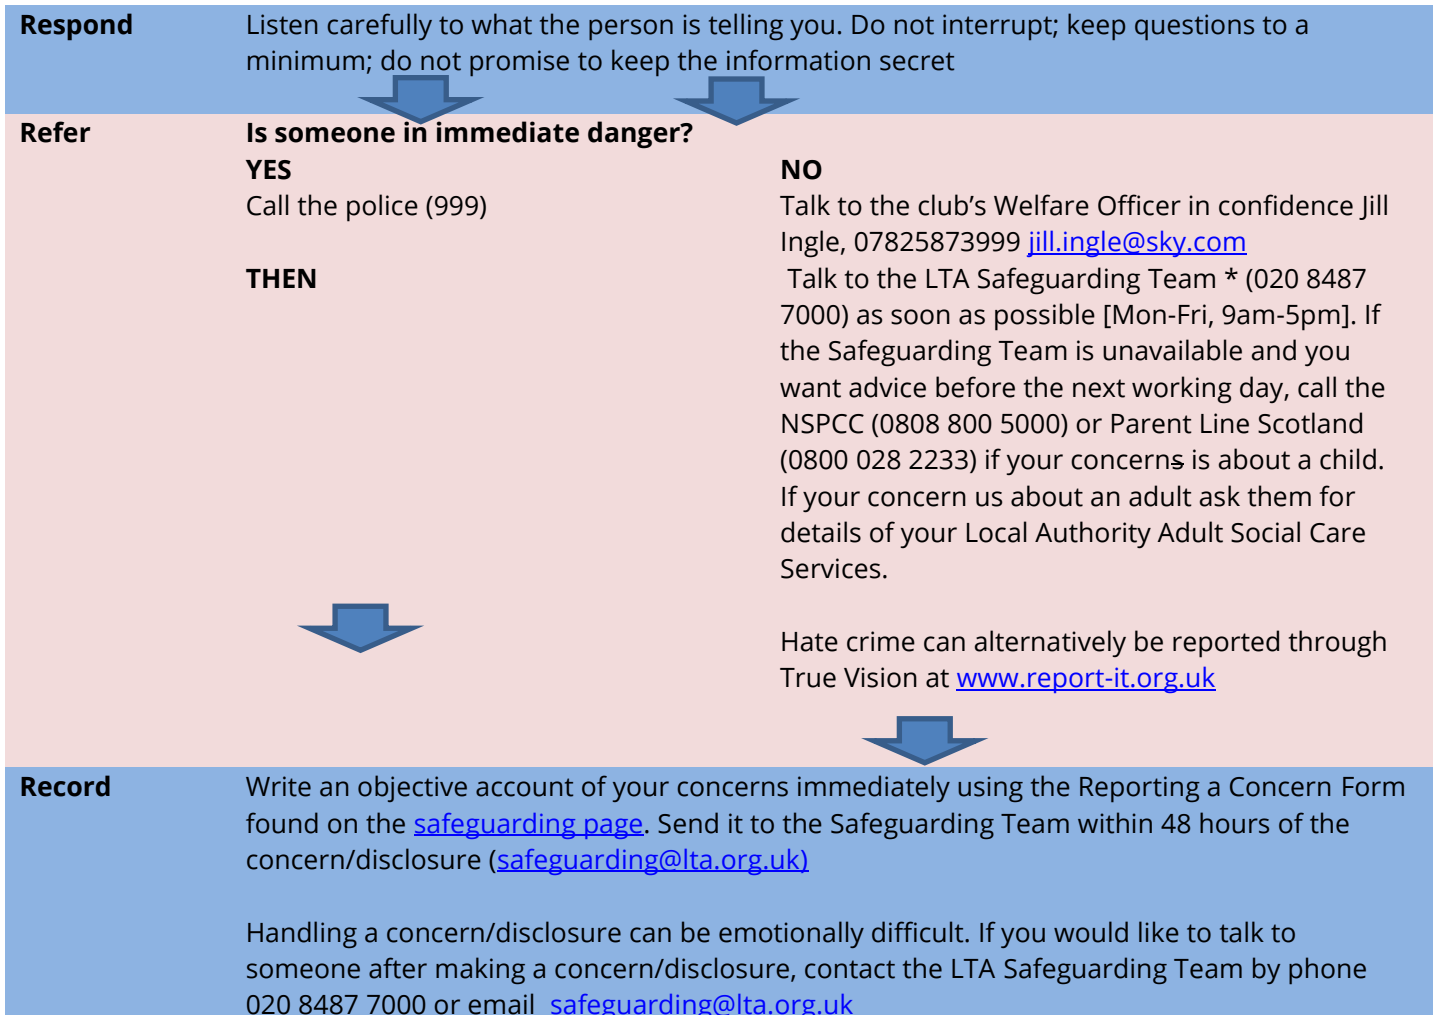 Respond
Listen carefully to what the person is telling you. Do not interrupt; keep questions to a
minimum; do not promise to keep the information secret
Refer
Is someone in immediate danger?
YES
Call the police (999)
THEN
NO
Talk to the club’s Welfare Officer in confidence Jill
Ingle, 07825873999 jill.ingle@sky.com
Talk to the LTA Safeguarding Team * (020 8487
7000) as soon as possible [Mon-Fri, 9am-5pm]. If
the Safeguarding Team is unavailable and you
want advice before the next working day, call the
NSPCC (0808 800 5000) or Parent Line Scotland
(0800 028 2233) if your concerns is about a child.
If your concern us about an adult ask them for
details of your Local Authority Adult Social Care
Services.
Hate crime can alternatively be reported through
True Vision at www.report-it.org.uk
Record
Write an objective account of your concerns immediately using the Reporting a Concern Form
found on the safeguarding page. Send it to the Safeguarding Team within 48 hours of the
concern/disclosure (safeguarding@lta.org.uk)
Handling a concern/disclosure can be emotionally difficult. If you would like to talk to
someone after making a concern/disclosure, contact the LTA Safeguarding Team by phone
020 8487 7000 or email safeguarding@lta.org.uk